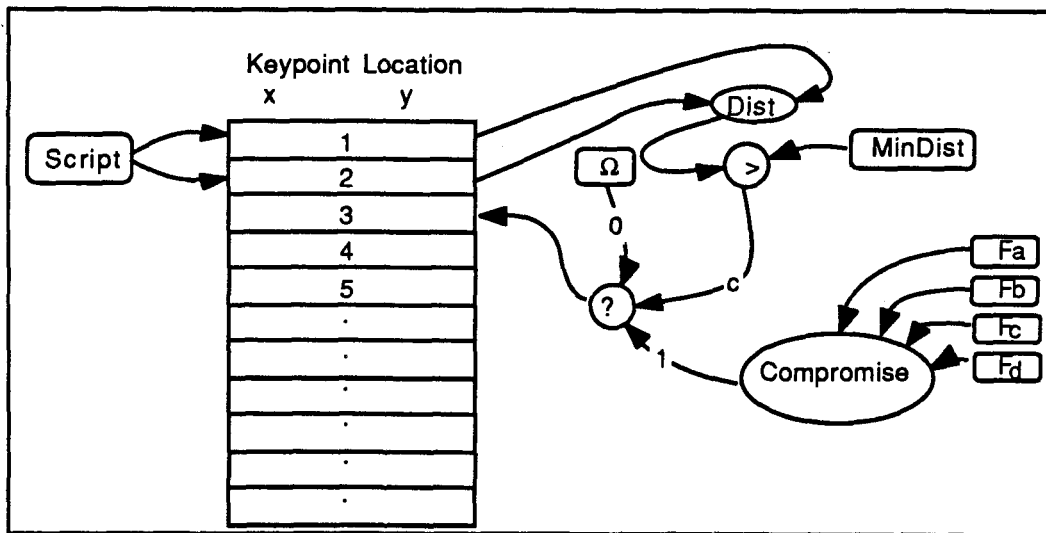 Keypoint Location
x y
Script
1
2
3
4
5
.
.
.
.
.
.
Dist
MinDist
>
Ω
0
c
?
1
Compromise
Fa
Fb
Fc
Fd